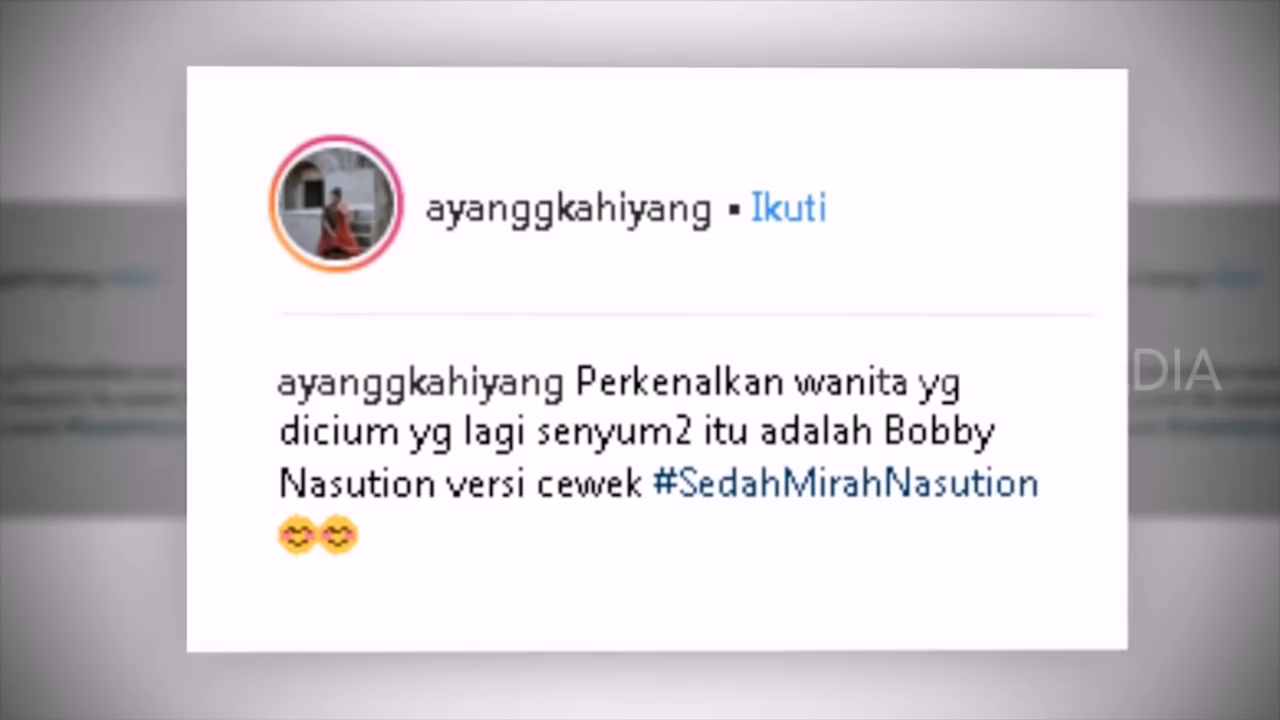 ayanggkahiyang ▪ Ikuti
ayanggkahiyang Perkenalkan wanita yg
dicium yg lagi senyum2 itu adalah Bobby
Nasution versi cewek #SedahMirahNasution
😊😊